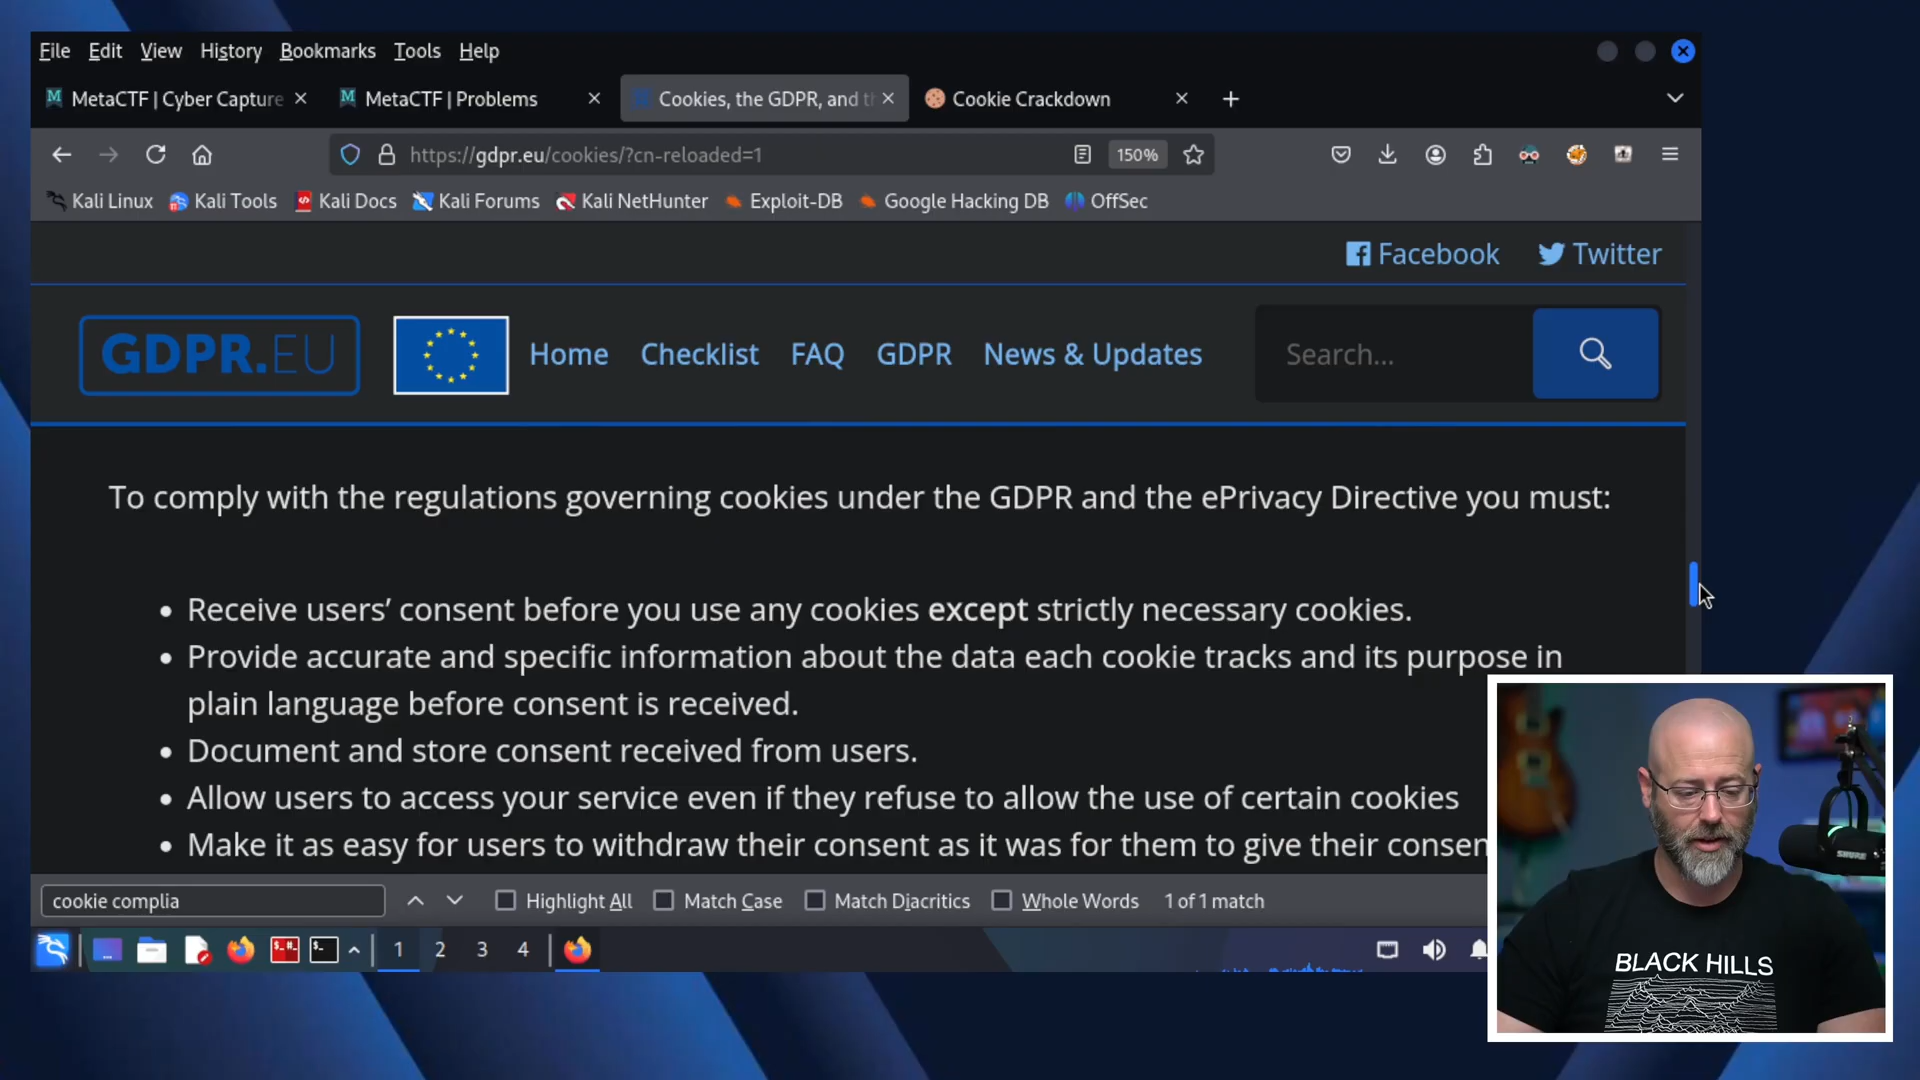 File Edit View History Bookmarks Tools Help
MetaCTF | Cyber Capture
MetaCTF | Problems
Cookies, the GDPR, and th
Cookie Crackdown
https://gdpr.eu/cookies/?cn-reloaded=1
150%
Kali Linux Kali Tools Kali Docs Kali Forums Kali NetHunter Exploit-DB Google Hacking DB OffSec
Facebook Twitter
GDPR.EU Home Checklist FAQ GDPR News & Updates Search...
To comply with the regulations governing cookies under the GDPR and the ePrivacy Directive you must:
• Receive users’ consent before you use any cookies except strictly necessary cookies.
• Provide accurate and specific information about the data each cookie tracks and its purpose in
plain language before consent is received.
• Document and store consent received from users.
• Allow users to access your service even if they refuse to allow the use of certain cookies
• Make it as easy for users to withdraw their consent as it was for them to give their consen
cookie complia Highlight All Match Case Match Diacritics Whole Words 1 of 1 match
1 2 3 4
BLACK HILLS
SHURE